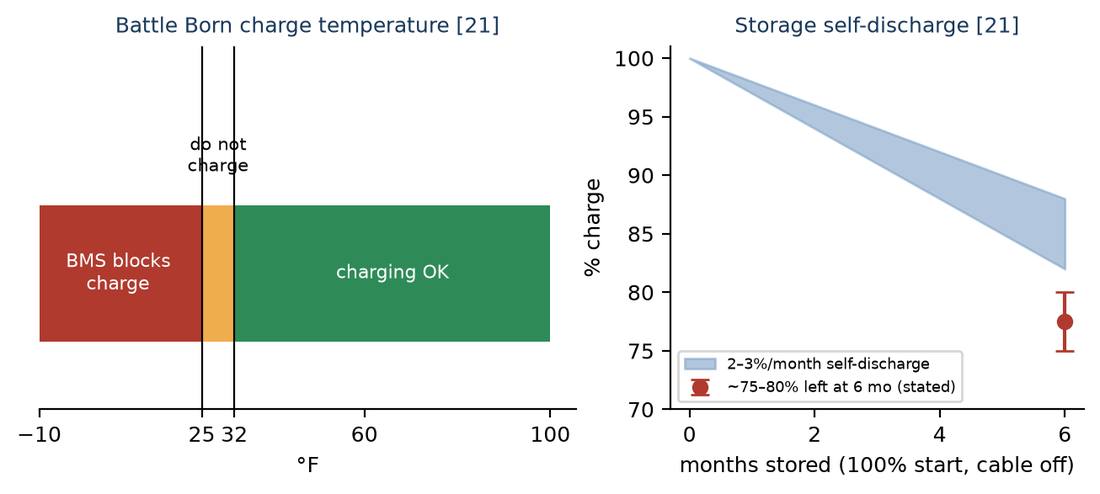 Battle Born charge temperature [21]
do not
charge
BMS blocks
charge
charging OK
−10
25
32
60
100
°F
Storage self-discharge [21]
100
95
90
85
80
75
70
% charge
2–3%/month self-discharge
~75–80% left at 6 mo (stated)
0
2
4
6
months stored (100% start, cable off)